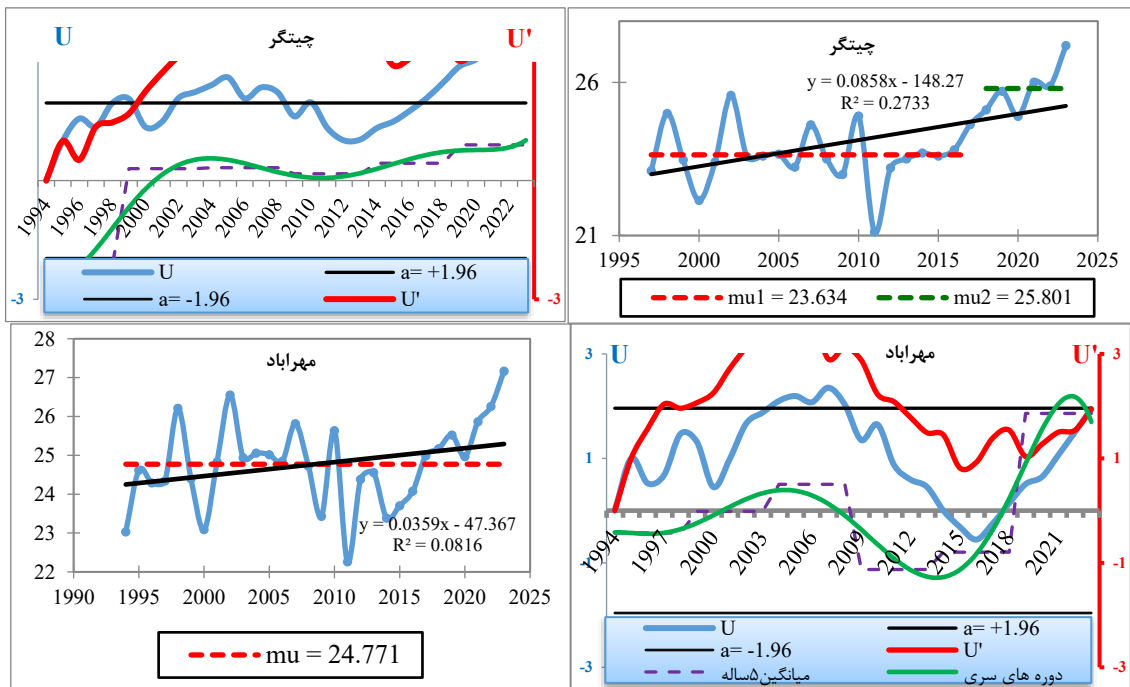 U
چیتگر
U'
1994
1996
1998
2000
2002
2004
2006
2008
2010
2012
2014
2016
2018
2020
2022
-3
-3
U
a= +1.96
a= -1.96
U'
چیتگر
y = 0.0858x - 148.27
R² = 0.2733
26
21
1995 2000 2005 2010 2015 2020 2025
mu1 = 23.634 mu2 = 25.801
مهراباد
28
27
26
25
24
23
22
y = 0.0359x - 47.367
R² = 0.0816
1990 1995 2000 2005 2010 2015 2020 2025
mu = 24.771
مهراباد
U
U'
3
1
-1
-3
3
1
-1
-3
1994
1997
2000
2003
2006
2009
2012
2015
2018
2021
U
a= +1.96
a= -1.96
U'
میانگین۵ساله
دوره های سری